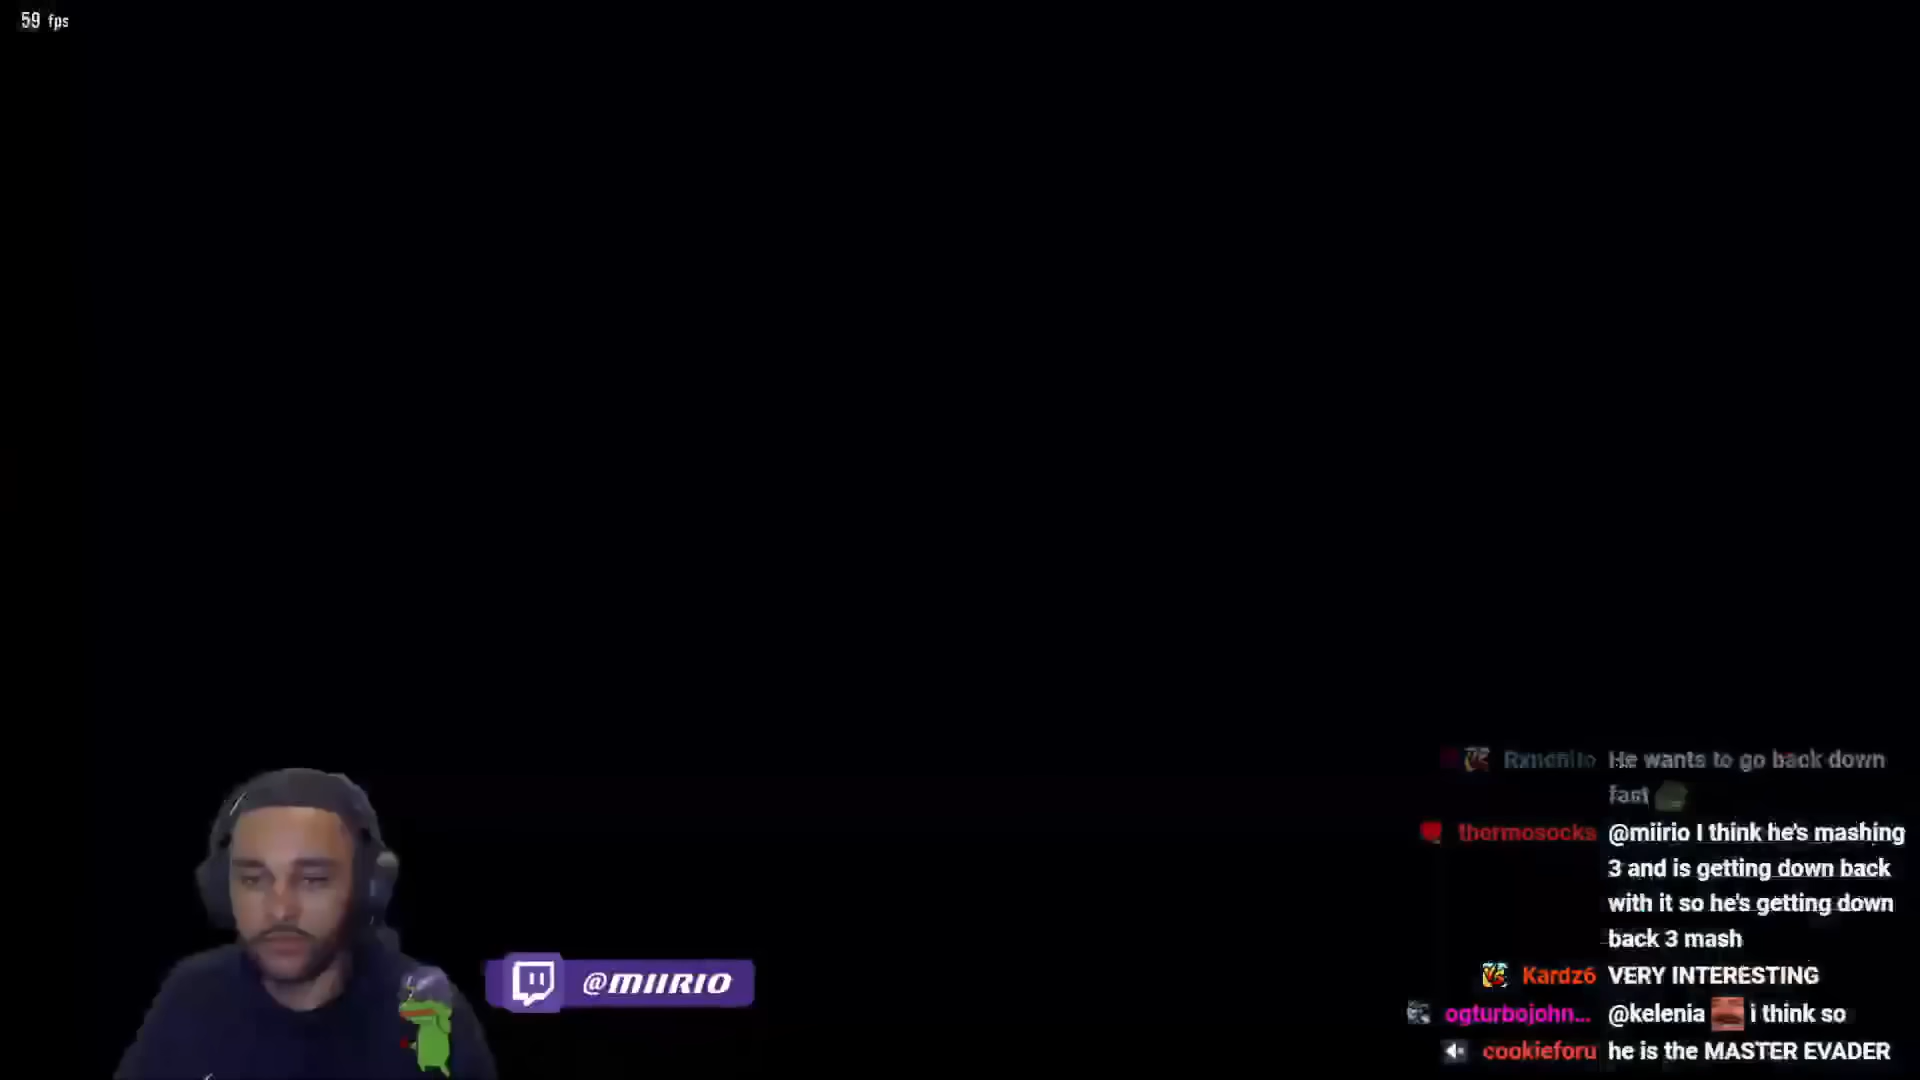 59 fps
He wants to go back down
fast
thermosocks @miirio I think he's mashing
3 and is getting down back
with it so he's getting down
back 3 mash
Kardz6 VERY INTERESTING
@MIIRIO
ogturbojohn... @kelenia i think so
cookieforu he is the MASTER EVADER